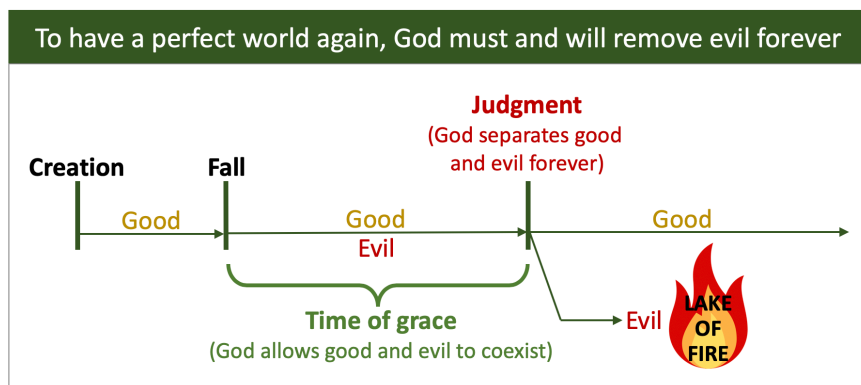 To have a perfect world again, God must and will remove evil forever
Judgment
(God separates good
and evil forever)
Creation
Fall
Good
Good
Good
Evil
Time of grace
(God allows good and evil to coexist)
Evil
LAKE
OF
FIRE